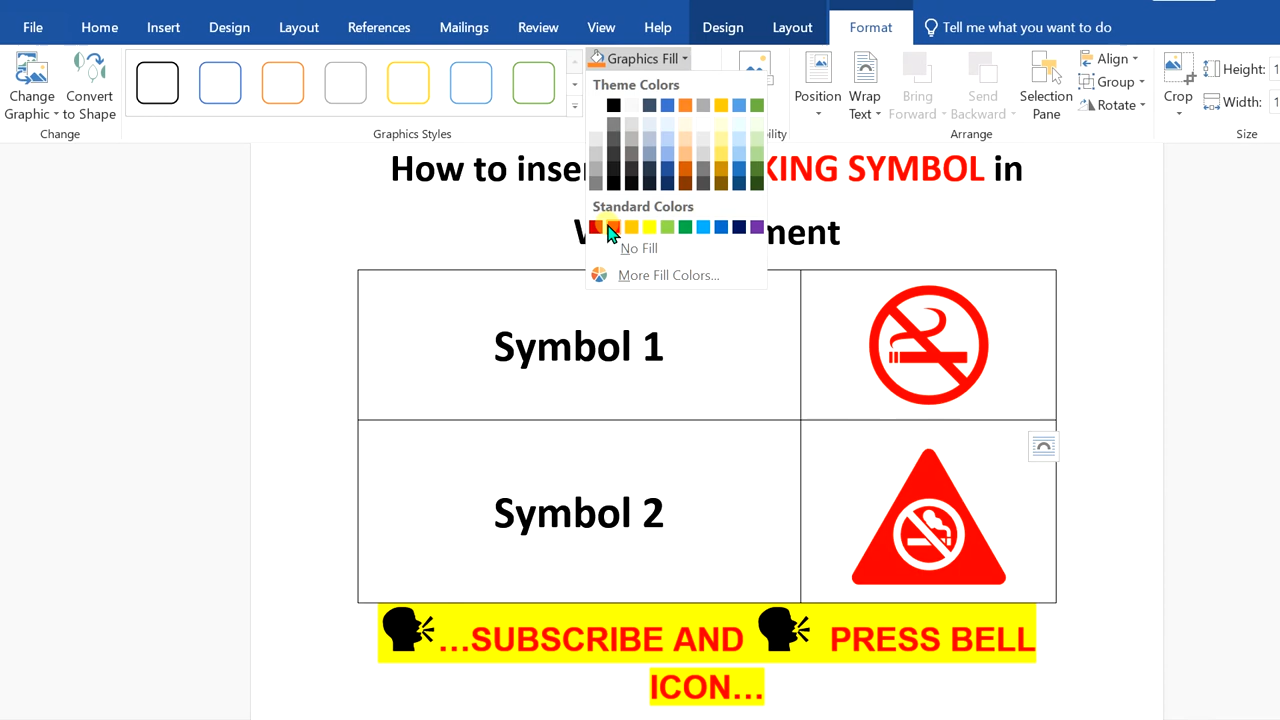 File Home Insert Design Layout References Mailings Review View Help Design Layout Format Tell me what you want to do
Change Graphic
Convert to Shape
Change
Graphics Styles
Graphics Fill
Theme Colors
Standard Colors
No Fill
More Fill Colors...
Position
Wrap Text
Bring Forward
Send Backward
Selection Pane
Align
Group
Rotate
Arrange
Crop
Height:
Width:
Size
How to inse KING SYMBOL in
ment
Symbol 1
Symbol 2
...SUBSCRIBE AND PRESS BELL
ICON...